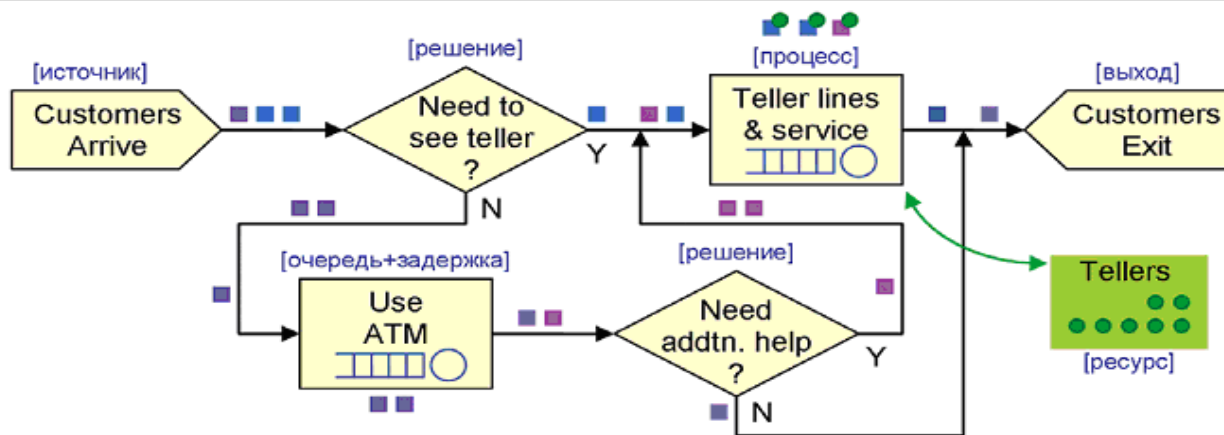 [источник]
Customers
Arrive
[решение]
Need to
see teller
?
Y
N
[процесс]
Teller lines
& service
[выход]
Customers
Exit
[очередь+задержка]
Use
ATM
[решение]
Need
addtn. help
?
Y
N
Tellers
[ресурс]